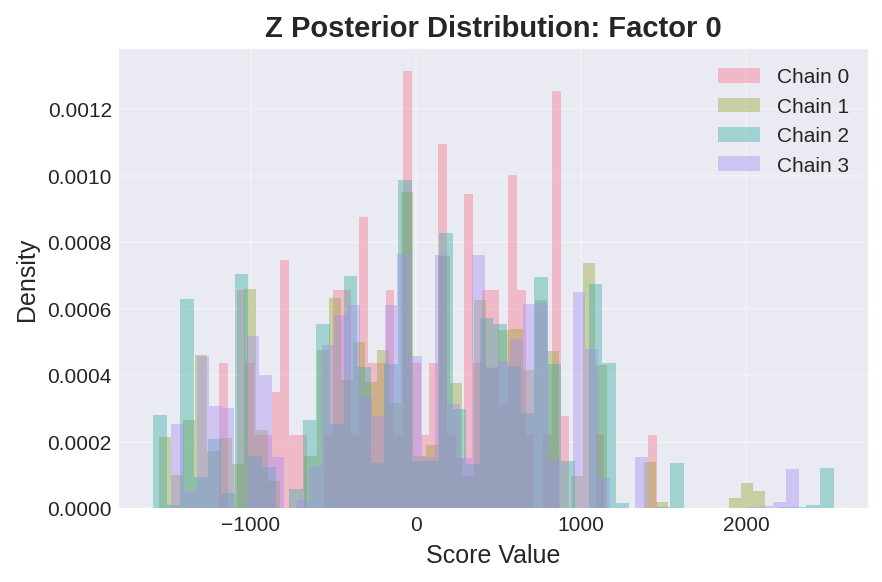 Z Posterior Distribution: Factor 0
Chain 0
Chain 1
Chain 2
Chain 3
Density
0.0012
0.0010
0.0008
0.0006
0.0004
0.0002
0.0000
−1000 0 1000 2000
Score Value